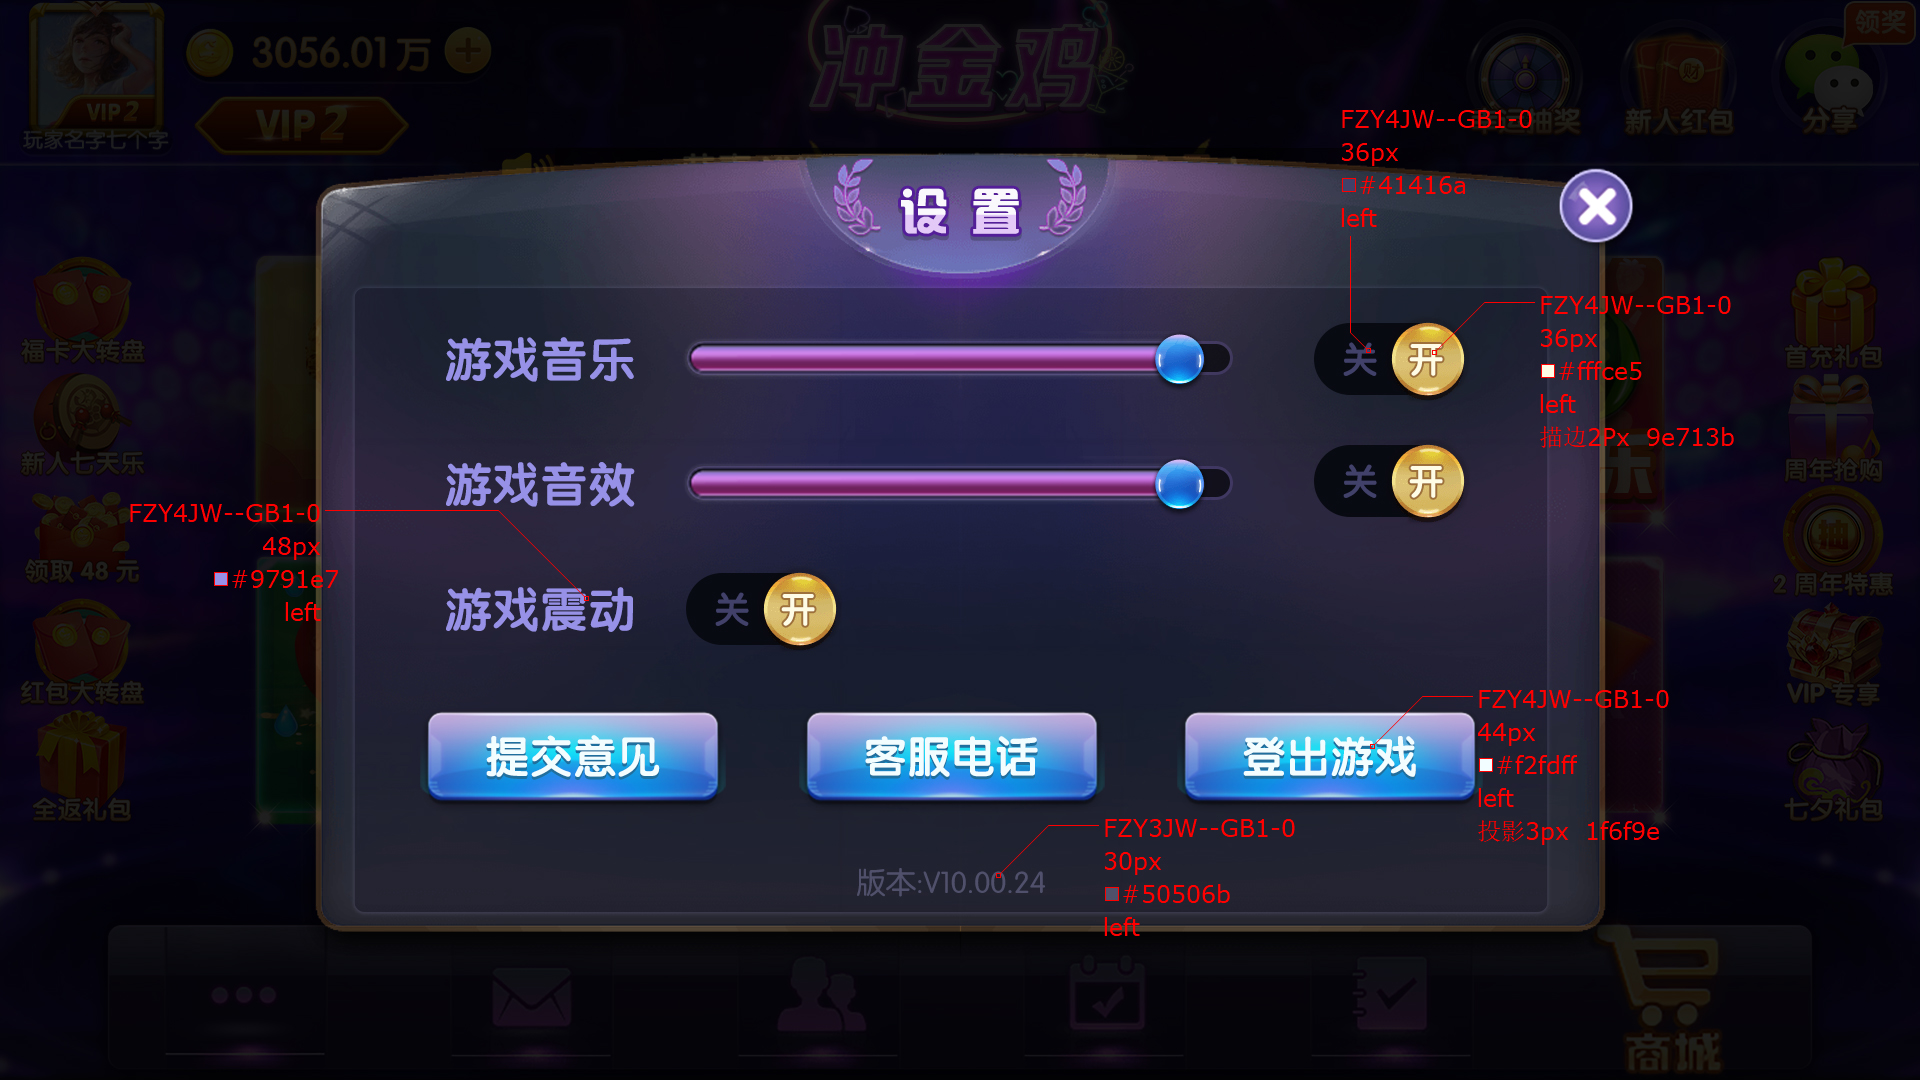 领奖
3056.01万
冲金鸡
VIP 2
VIP 2
玩家名字七个字
抽奖
新人红包
分享
FZY4JW--GB1-0
36px
#41416a
left
设置
福卡大转盘
新人七天乐
领取 48 元
红包大转盘
全返礼包
首充礼包
周年抢购
2 周年特惠
VIP 专享
七夕礼包
游戏音乐
关 开
FZY4JW--GB1-0
36px
#fffce5
left
描边2Px 9e713b
游戏音效
关 开
FZY4JW--GB1-0
48px
#9791e7
left
游戏震动
关 开
提交意见
客服电话
登出游戏
FZY4JW--GB1-0
44px
#f2fdff
left
投影3px 1f6f9e
版本:V10.00.24
FZY3JW--GB1-0
30px
#50506b
left
商城